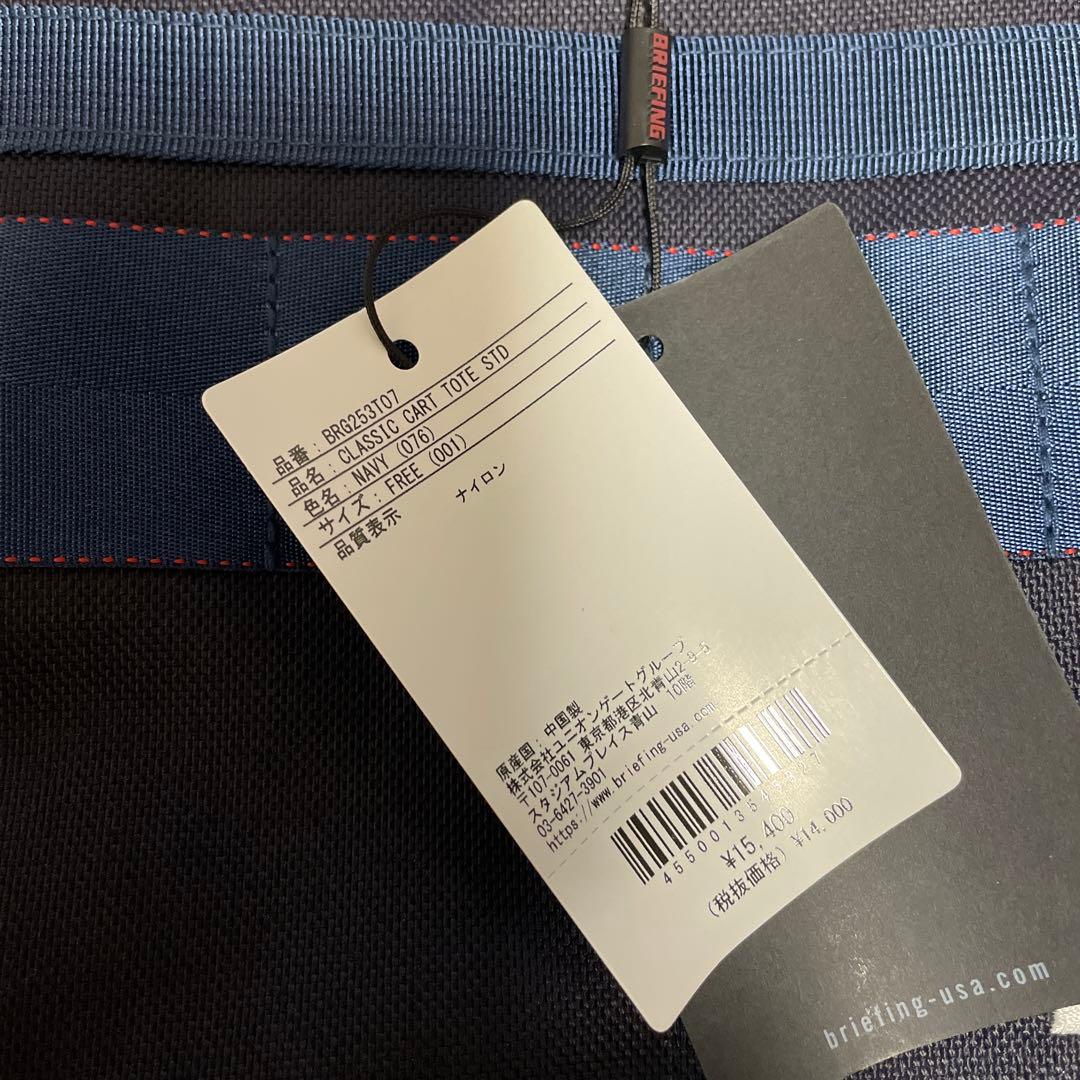 BRIEFING
品番: BRG253T07
品名: CLASSIC CART TOTE STD
色名: NAVY (076)
サイズ: FREE (001)
品質表示 ナイロン
原産国: 中国製
株式会社ユニオンゲートグループ
〒107-0061 東京都港区北青山2-9-5
スタジアムプレイス青山 10階
03-6427-3901
https://www.briefing-usa.com
¥15,400
(税抜価格) ¥14,000
briefing-usa.com